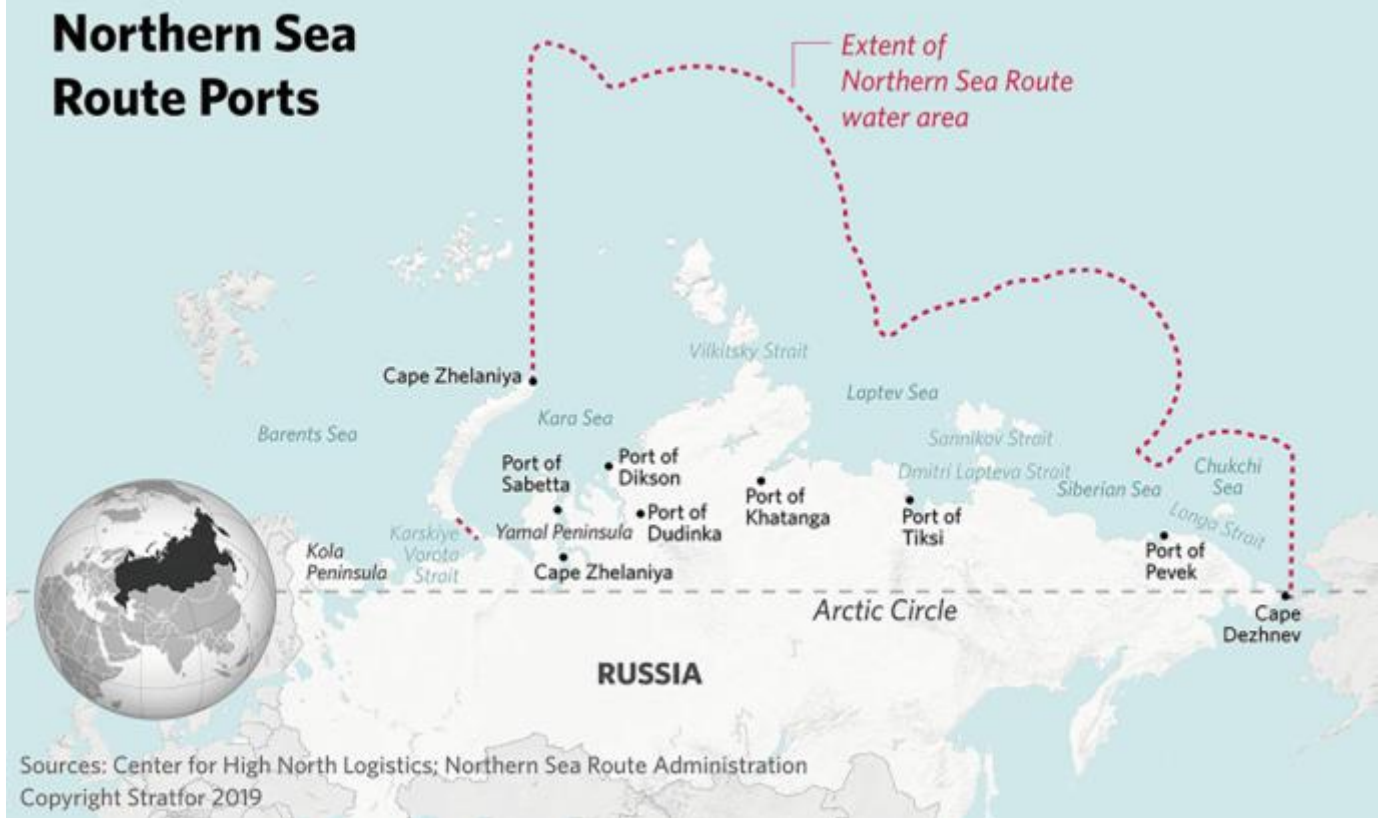 Northern Sea
Route Ports
Extent of
Northern Sea Route
water area
Vilkitsky Strait
Cape Zhelaniya
Laptev Sea
Kara Sea
Barents Sea
Sannikov Strait
Port of
Sabetta
Port of
Dikson
Dmitri Lapteva Strait
Siberian Sea
Chukchi
Sea
Port of
Khatanga
Port of
Dudinka
Port of
Tiksi
Longa Strait
Karskiye
Vorota
Strait
Yamal Peninsula
Kola
Peninsula
Port of
Pevek
Cape Zhelaniya
Arctic Circle
Cape
Dezhnev
RUSSIA
Sources: Center for High North Logistics; Northern Sea Route Administration
Copyright Stratfor 2019